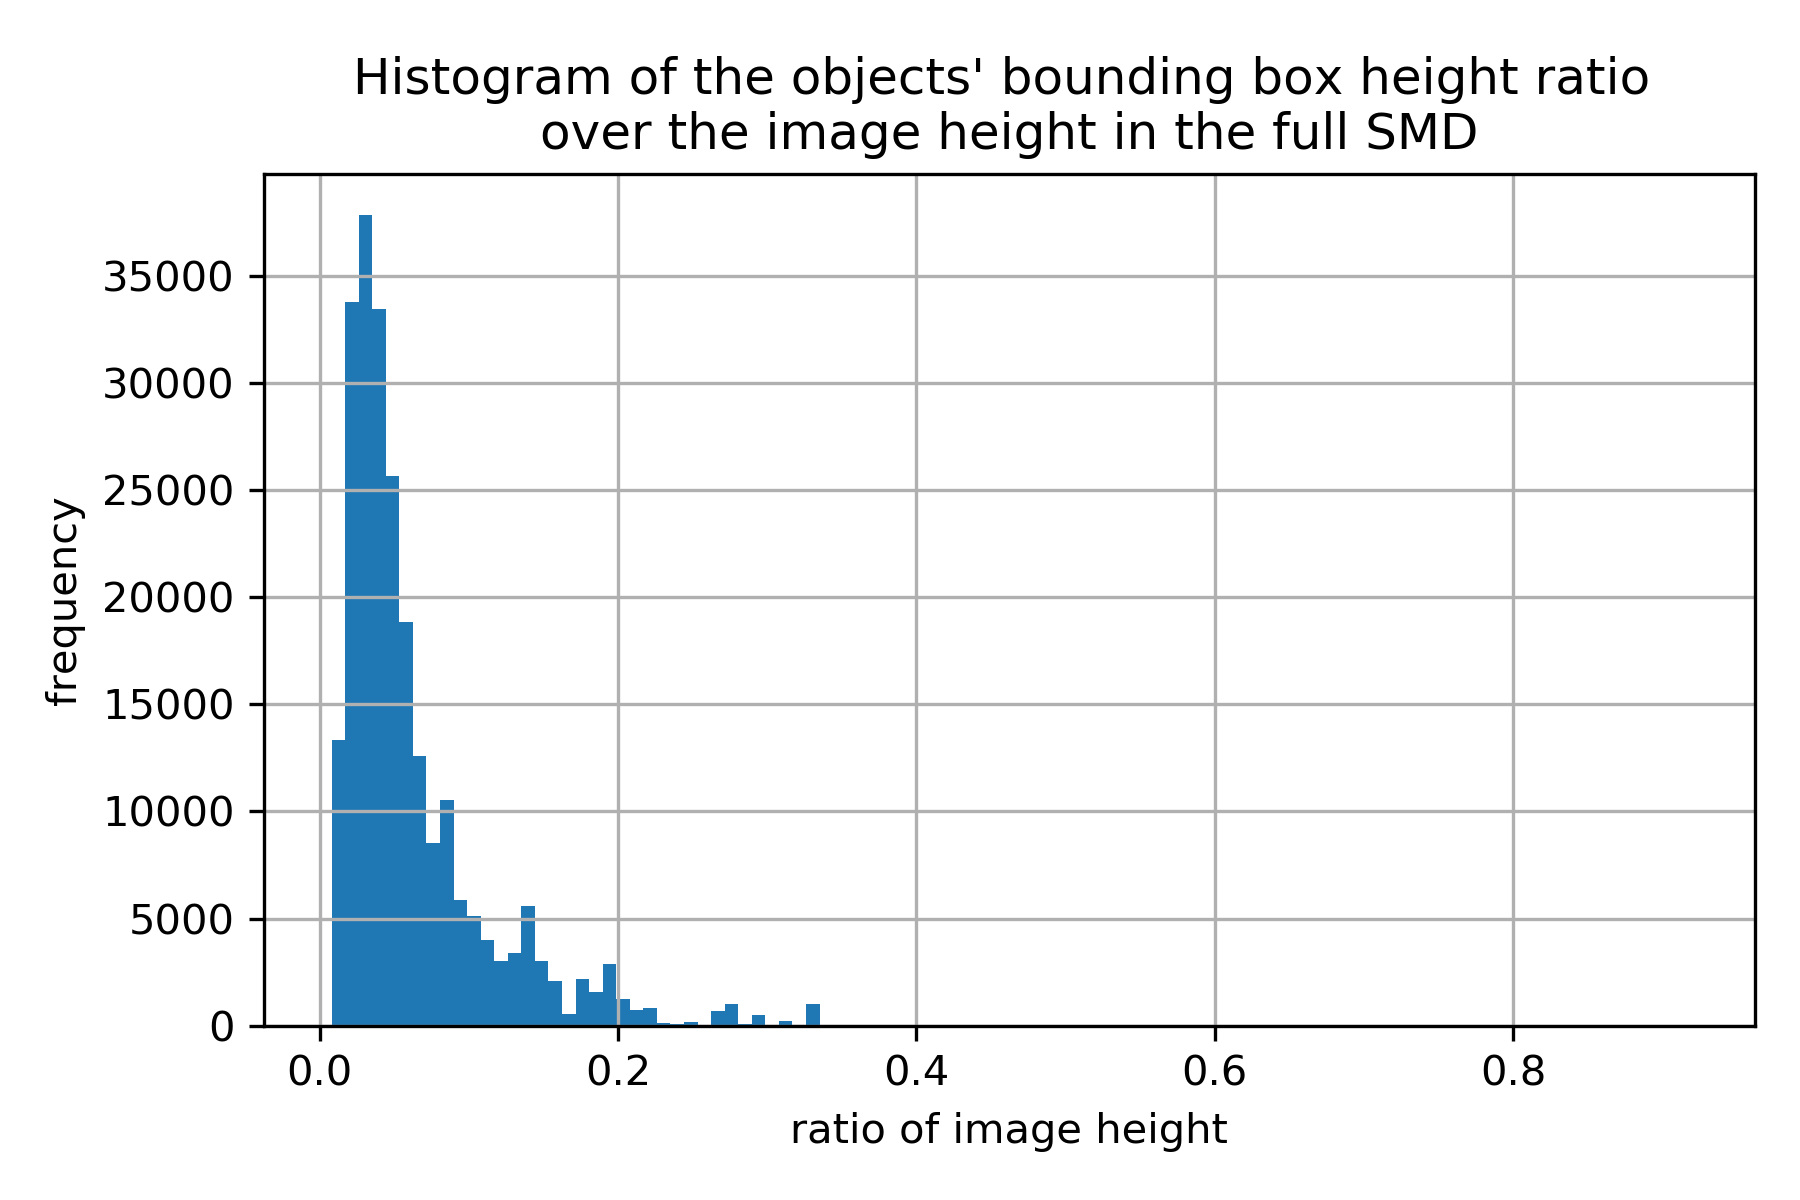 Histogram of the objects' bounding box height ratio
over the image height in the full SMD
35000
30000
25000
20000
15000
10000
5000
0
frequency
0.0 0.2 0.4 0.6 0.8
ratio of image height